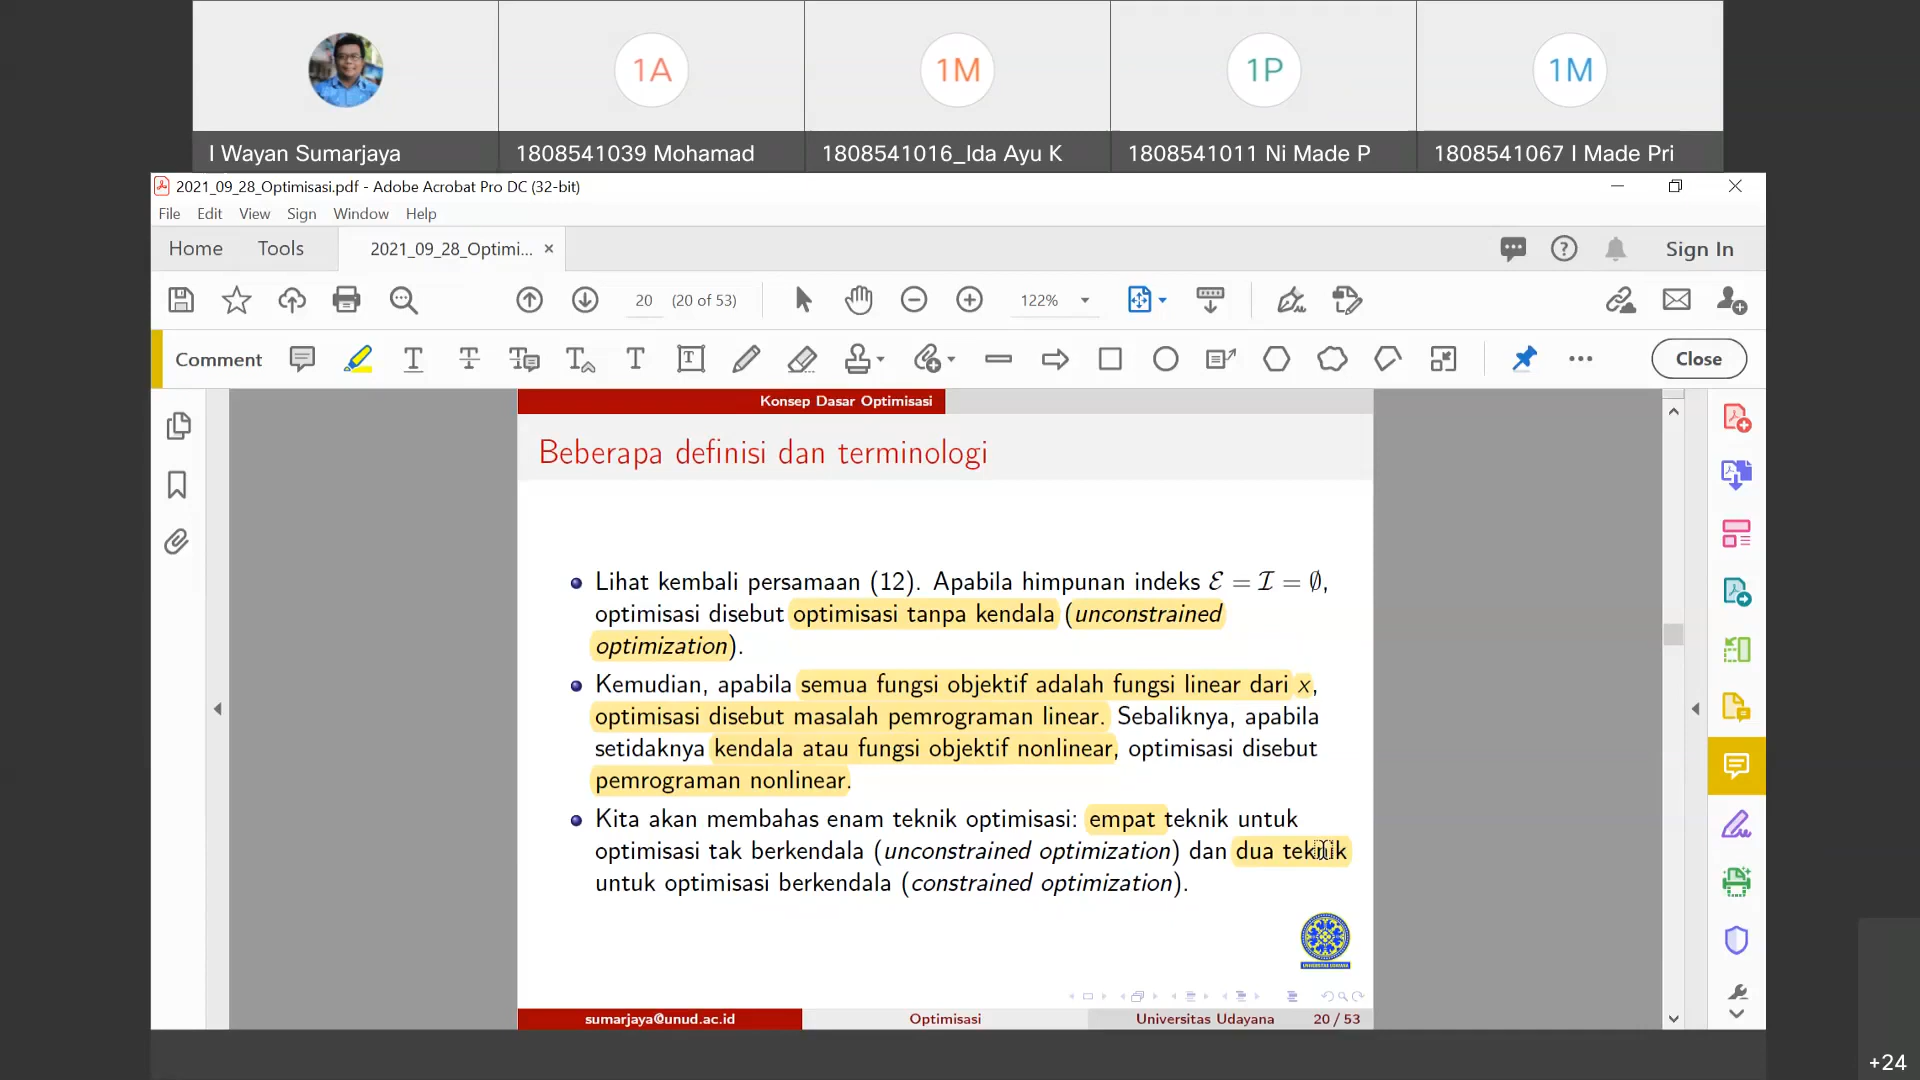 1A
1M
1P
1M
I Wayan Sumarjaya
1808541039 Mohamad
1808541016_Ida Ayu K
1808541011 Ni Made P
1808541067 I Made Pri
2021_09_28_Optimisasi.pdf - Adobe Acrobat Pro DC (32-bit)
File Edit View Sign Window Help
Home Tools 2021_09_28_Optimi... × Sign In
20 (20 of 53) 122%
Comment Close
Konsep Dasar Optimisasi
Beberapa definisi dan terminologi
Lihat kembali persamaan (12). Apabila himpunan indeks ℰ = ℐ = ∅,
optimisasi disebut optimisasi tanpa kendala (unconstrained
optimization).
Kemudian, apabila semua fungsi objektif adalah fungsi linear dari x,
optimisasi disebut masalah pemrograman linear. Sebaliknya, apabila
setidaknya kendala atau fungsi objektif nonlinear, optimisasi disebut
pemrograman nonlinear.
Kita akan membahas enam teknik optimisasi: empat teknik untuk
optimisasi tak berkendala (unconstrained optimization) dan dua teknik
untuk optimisasi berkendala (constrained optimization).
UNIVERSITAS UDAYANA
sumarjaya@unud.ac.id Optimisasi Universitas Udayana 20 / 53
+24